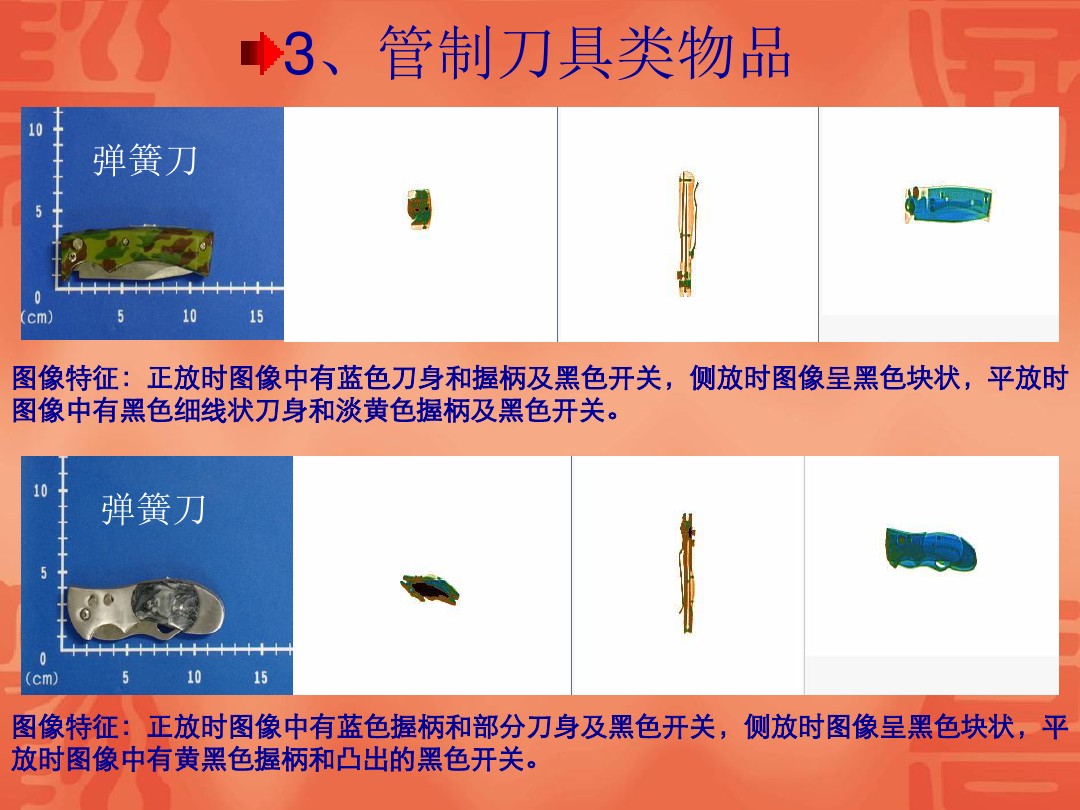 3、管制刀具类物品
弹簧刀
10
5
0
(cm)
5
10
15
图像特征：正放时图像中有蓝色刀身和握柄及黑色开关，侧放时图像呈黑色块状，平放时
图像中有黑色细线状刀身和淡黄色握柄及黑色开关。
弹簧刀
10
5
0
(cm)
5
10
15
图像特征：正放时图像中有蓝色握柄和部分刀身及黑色开关，侧放时图像呈黑色块状，平
放时图像中有黄黑色握柄和凸出的黑色开关。